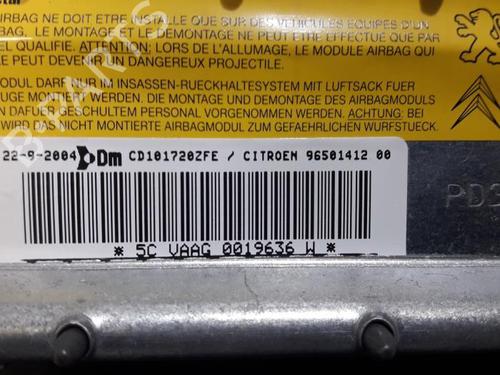 AIRBAG NE DOIT ETRE INSTALLE QUE SUR DES VEHICULES EQUIPES D'UN
BAG. LE MONTAGE ET LE DEMONTAGE NE PEUT ETRE EFFECTUE QUE PAR
EL QUALIFIE. ATTENTION: LORS DE L'ALLUMAGE, LE MODULE AIRBAG QUI
LE PEUT DEVENIR UN DANGEREUX PROJECTILE.
MODUL DARF NUR IM INSASSEN-RUECKHALTESYSTEM MIT LUFTSACK FUER
UGE MONTIERT WERDEN. DIE MONTAGE UND DEMONTAGE DES AIRBAGMODULS
N DAFUER GESCHULTEM PERSONAL VORGENOMMEN WERDEN. ACHTUNG: BEI
WIRD DAS NICHT MONTIERTE AIRBAGMODUL ZUM GEFAEHRLICHEN WURFSTUECK.
22-9-2004 Dm CD101720ZFE / CITROEN 96501412 00
* 5C VAAG 0019636 W *